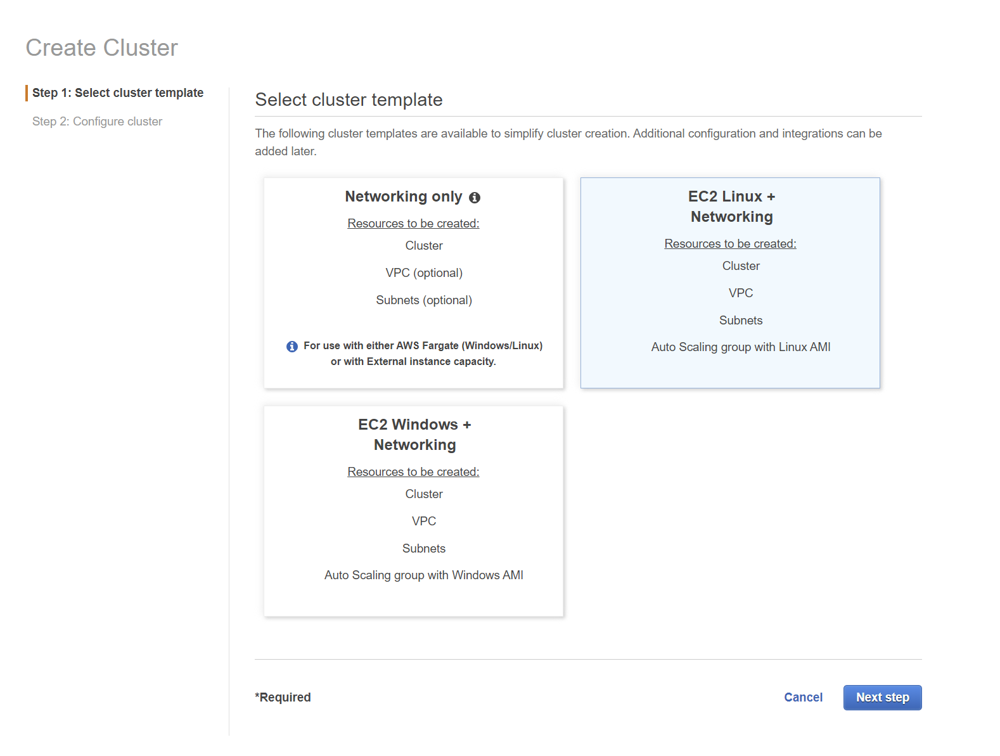 Create Cluster
Step 1: Select cluster template
Step 2: Configure cluster
Select cluster template
The following cluster templates are available to simplify cluster creation. Additional configuration and integrations can be
added later.
Networking only
Resources to be created:
Cluster
VPC (optional)
Subnets (optional)
For use with either AWS Fargate (Windows/Linux)
or with External instance capacity.
EC2 Linux +
Networking
Resources to be created:
Cluster
VPC
Subnets
Auto Scaling group with Linux AMI
EC2 Windows +
Networking
Resources to be created:
Cluster
VPC
Subnets
Auto Scaling group with Windows AMI
*Required
Cancel
Next step